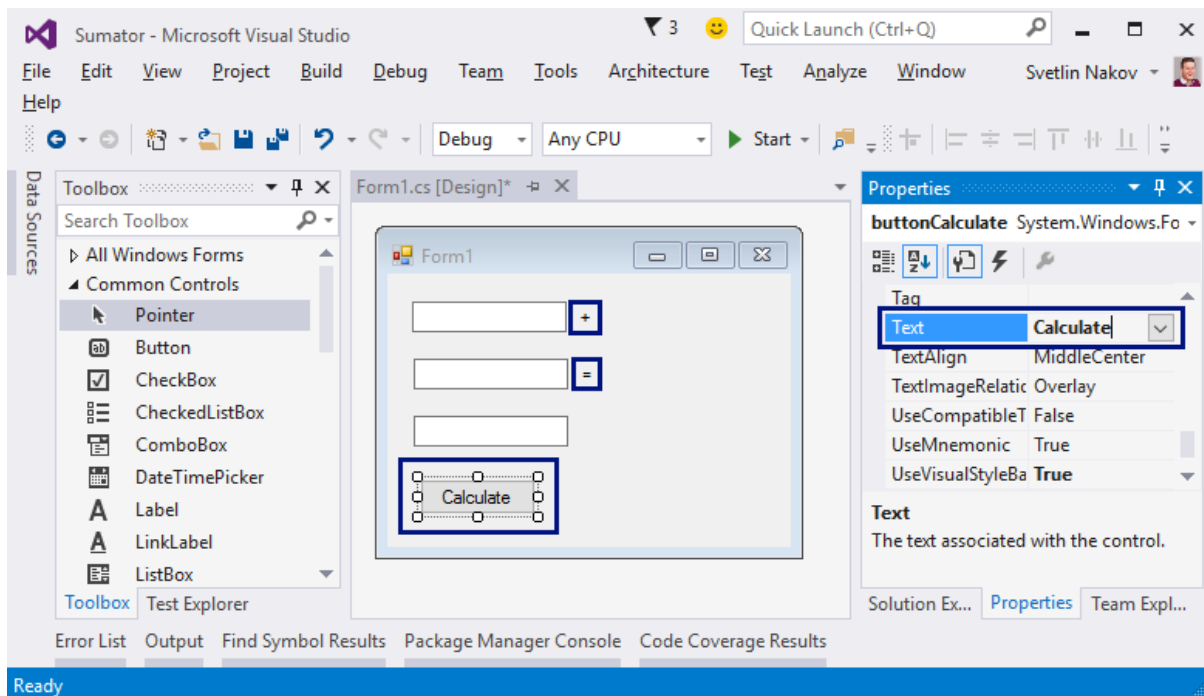 Sumator - Microsoft Visual Studio
3
Quick Launch (Ctrl+Q)
File Edit View Project Build Debug Team Tools Architecture Test Analyze Window Svetlin Nakov
Help
Debug Any CPU Start
Data Sources
Toolbox
Search Toolbox
All Windows Forms
Common Controls
Pointer
Button
CheckBox
CheckedListBox
ComboBox
DateTimePicker
Label
LinkLabel
ListBox
Toolbox Test Explorer
Form1.cs [Design]*
Form1
+
=
Calculate
Properties
buttonCalculate System.Windows.Fo
Tag
Text Calculate
TextAlign MiddleCenter
TextImageRelatic Overlay
UseCompatibleT False
UseMnemonic True
UseVisualStyleBa True
Text
The text associated with the control.
Solution Ex... Properties Team Expl...
Error List Output Find Symbol Results Package Manager Console Code Coverage Results
Ready